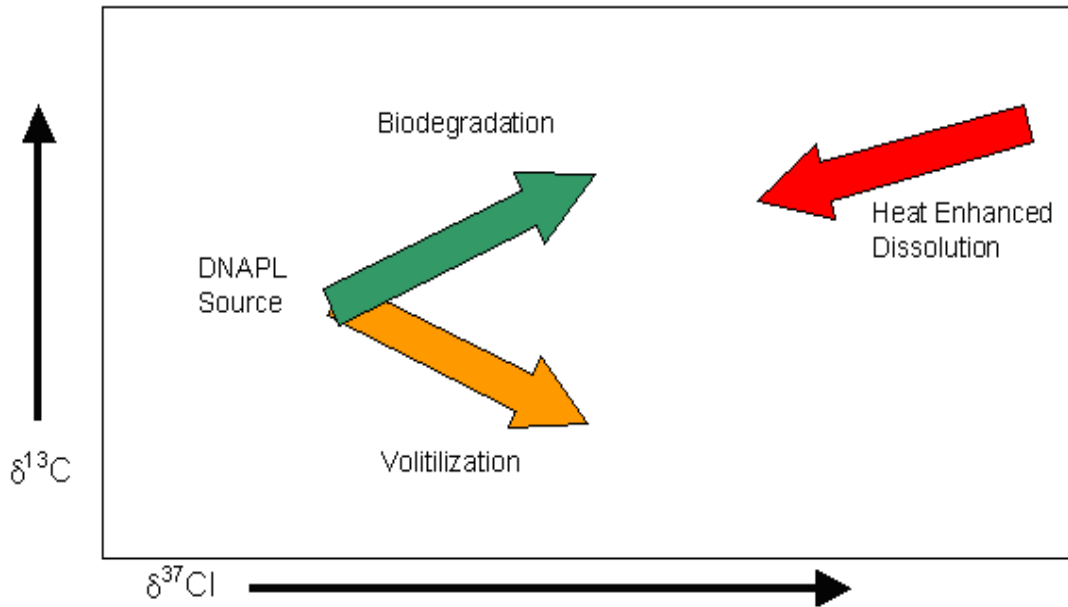 Biodegradation
Heat Enhanced
Dissolution
DNAPL
Source
Volitilization
δ¹³C
δ³⁷Cl